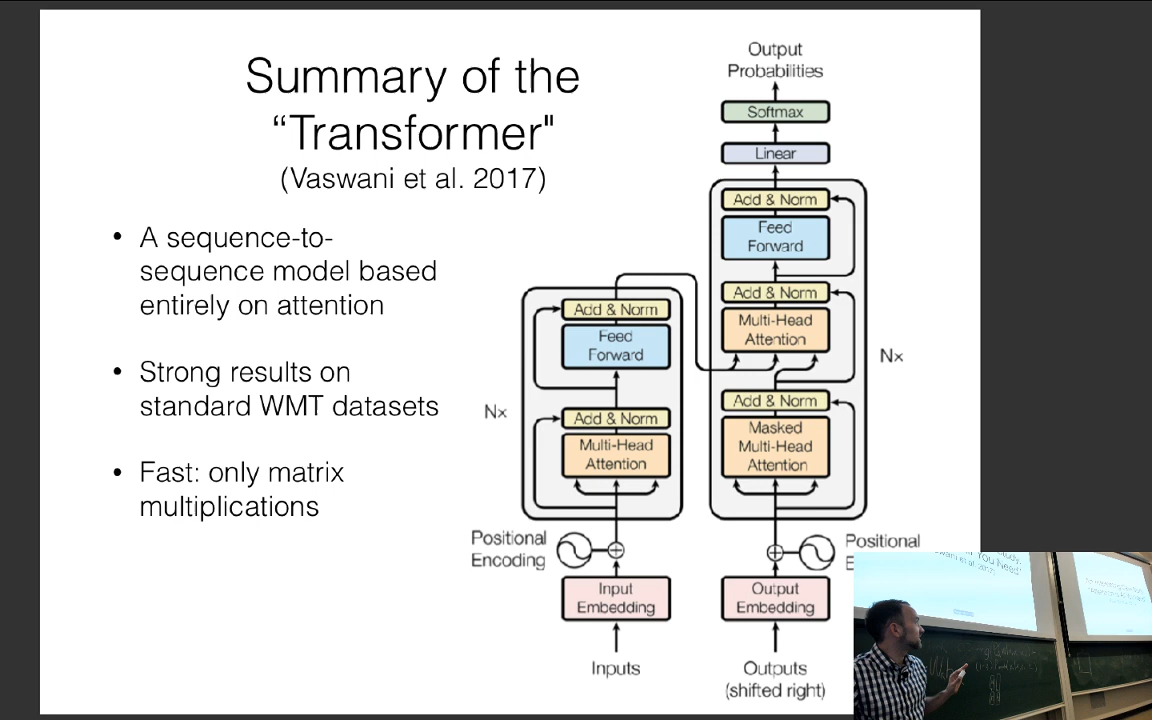 Summary of the
“Transformer"
(Vaswani et al. 2017)
• A sequence-to-
sequence model based
entirely on attention
• Strong results on
standard WMT datasets
• Fast: only matrix
multiplications
Output
Probabilities
Softmax
Linear
Add & Norm
Feed
Forward
Add & Norm
Multi-Head
Attention
Nx
Add & Norm
Masked
Multi-Head
Attention
Positional
Output
Embedding
Outputs
(shifted right)
Add & Norm
Feed
Forward
Nx
Add & Norm
Multi-Head
Attention
Positional
Encoding
Input
Embedding
Inputs
You Need"